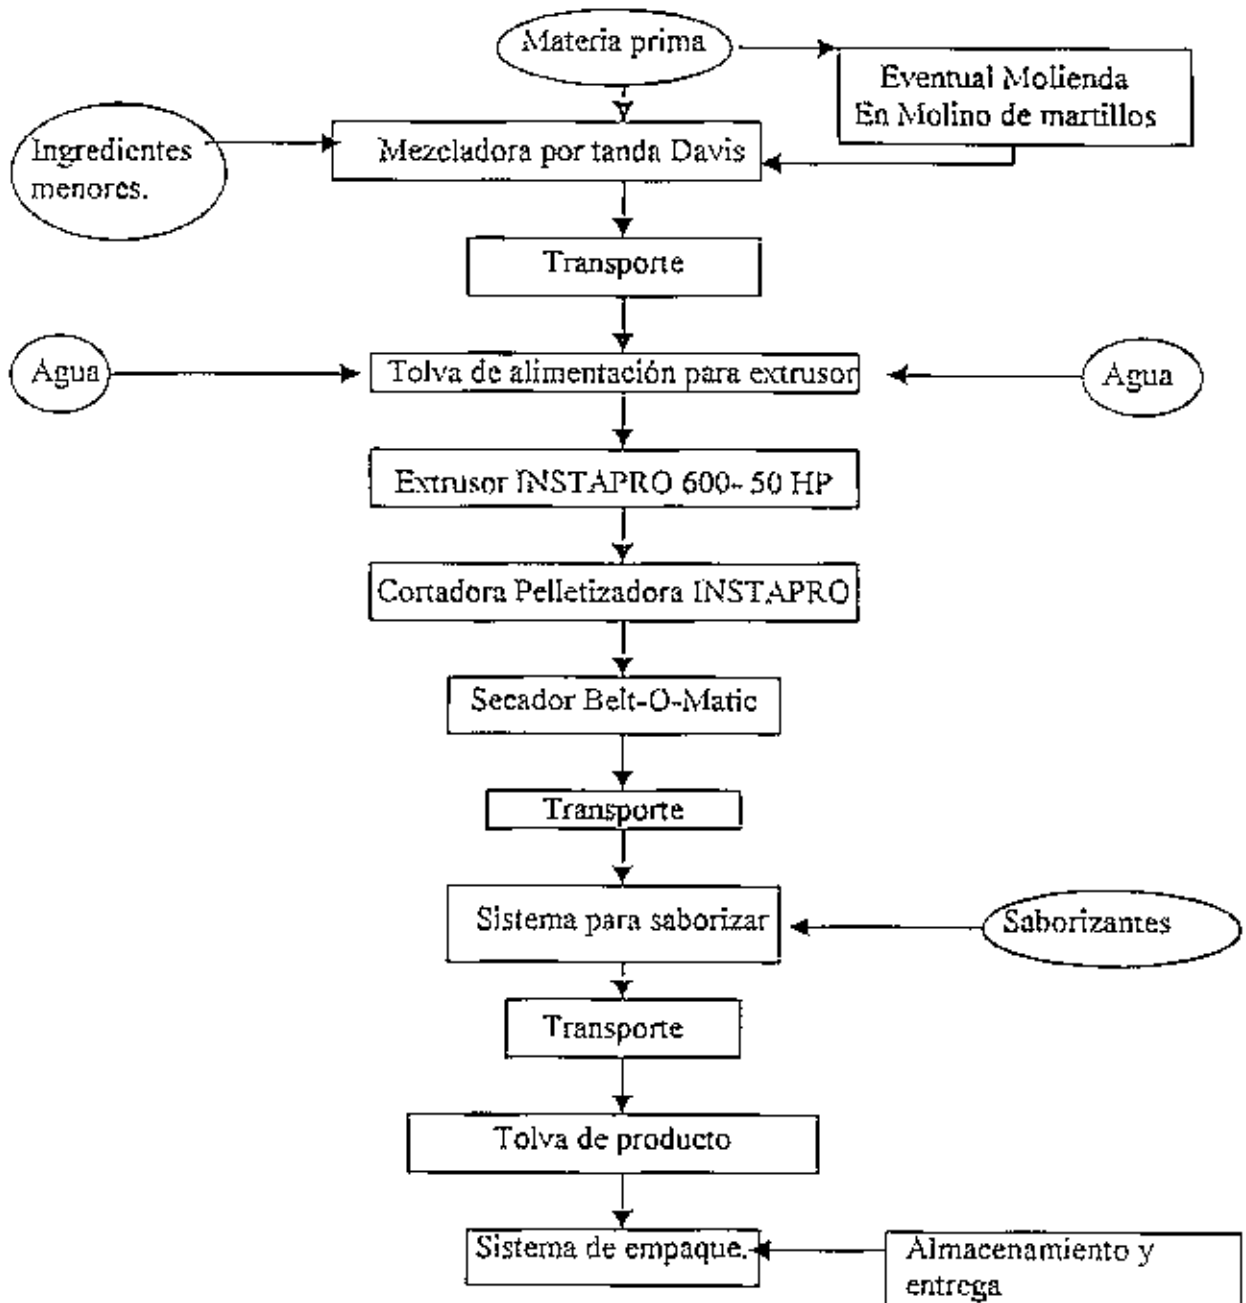 Materia prima
Eventual Molienda
En Molino de martillos
Ingredientes
menores.
Mezcladora por tanda Davis
Transporte
Agua
Tolva de alimentación para extrusor
Agua
Extrusor INSTAPRO 600- 50 HP
Cortadora Pelletizadora INSTAPRO
Secador Belt-O-Matic
Transporte
Sistema para saborizar
Saborizantes
Transporte
Tolva de producto
Sistema de empaque.
Almacenamiento y
entrega